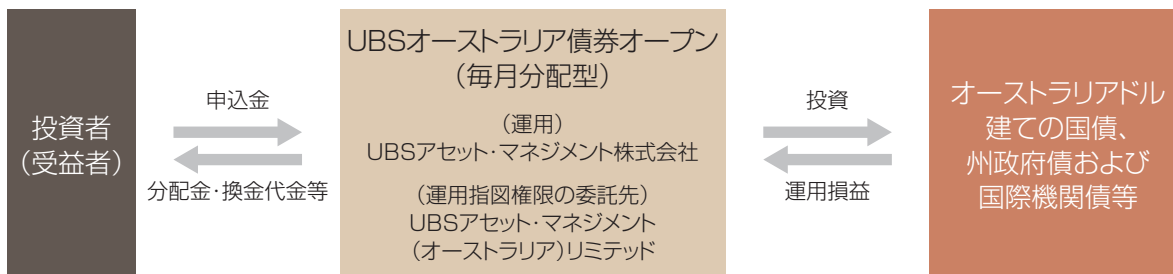 投資者
（受益者）
申込金
分配金・換金代金等
UBSオーストラリア債券オープン
（毎月分配型）
（運用）
UBSアセット・マネジメント株式会社
（運用指図権限の委託先）
UBSアセット・マネジメント
（オーストラリア）リミテッド
投資
運用損益
オーストラリアドル
建ての国債、
州政府債および
国際機関債等